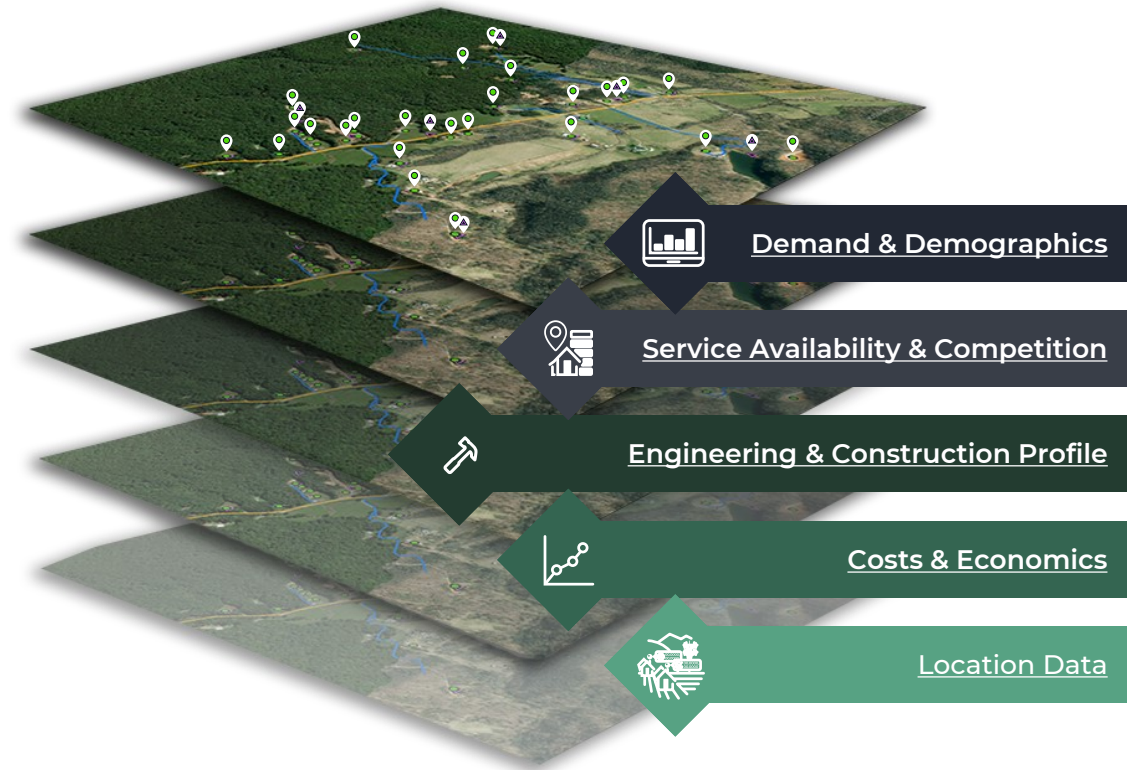 Demand & Demographics
Service Availability & Competition
Engineering & Construction Profile
Costs & Economics
Location Data